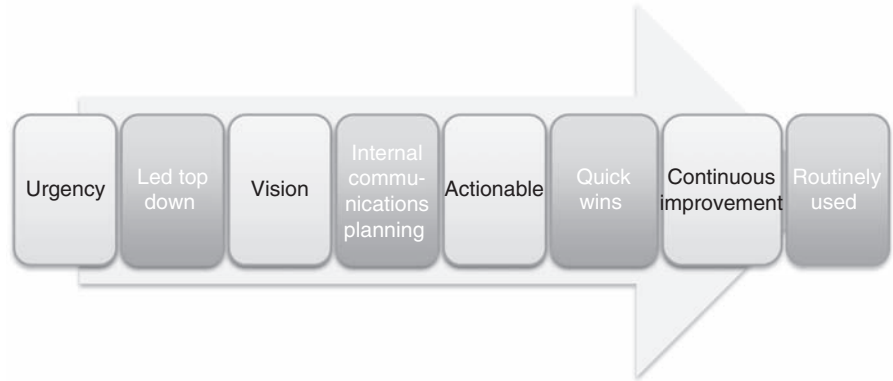 Urgency
Led top
down
Vision
Internal
commu-
nications
planning
Actionable
Quick
wins
Continuous
improvement
Routinely
used